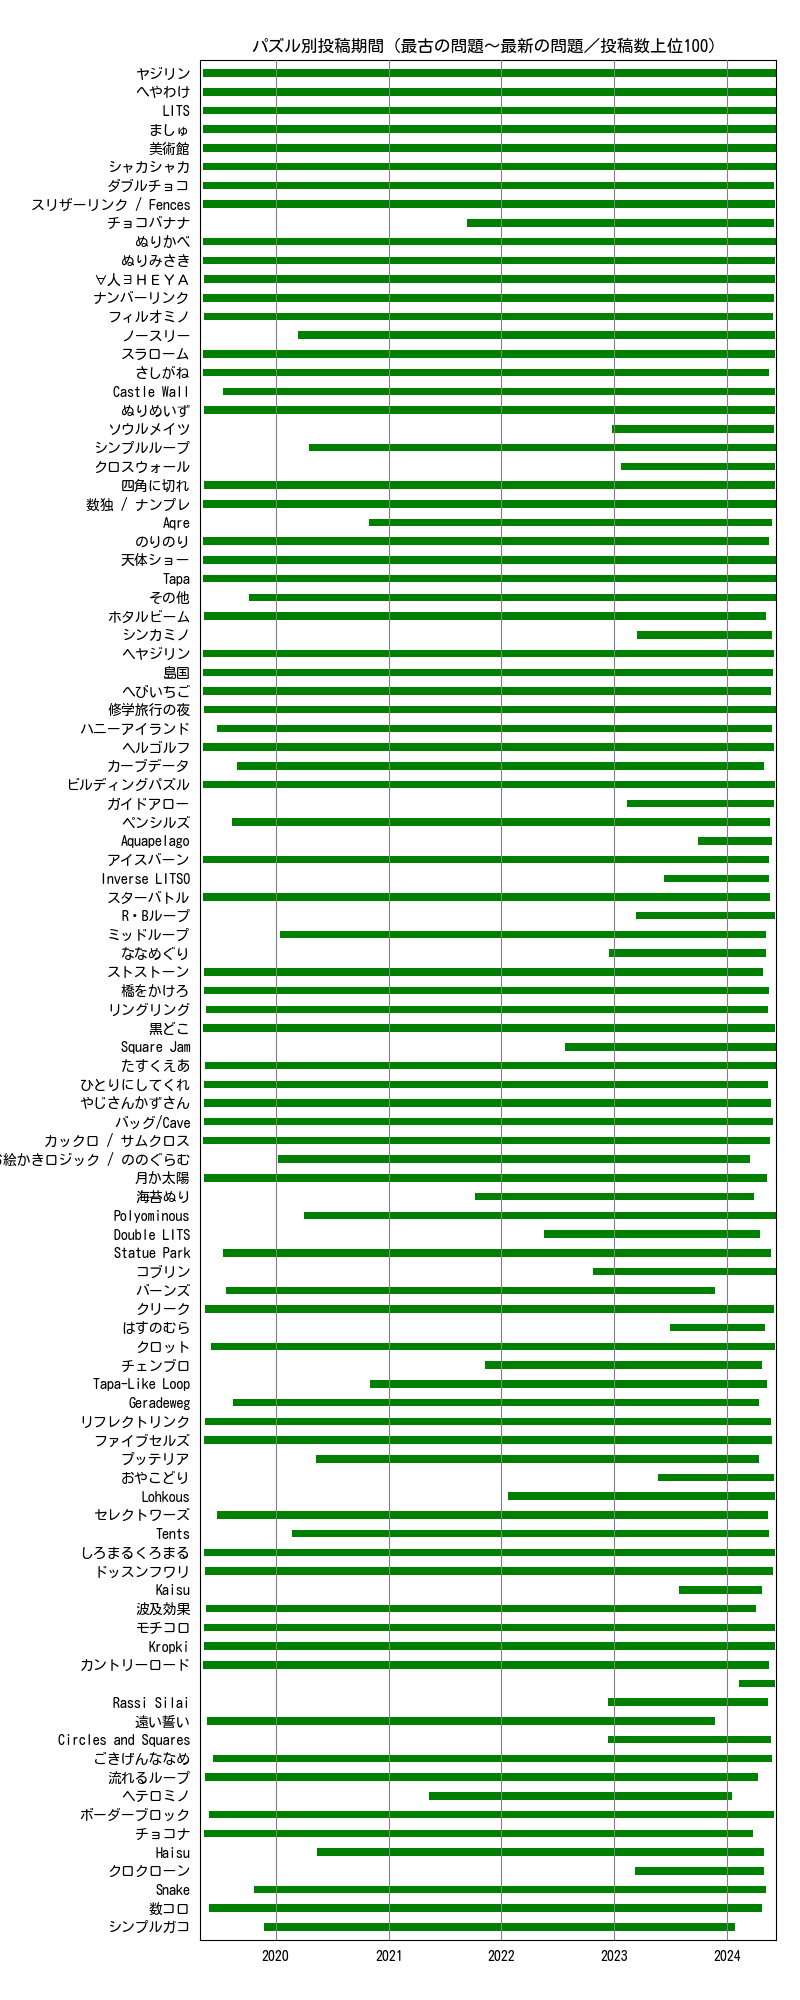 パズル別投稿期間（最古の問題～最新の問題／投稿数上位100）
ヤジリン
へやわけ
LITS
ましゅ
美術館
シャカシャカ
ダブルチョコ
スリザーリンク / Fences
チョコバナナ
ぬりかべ
ぬりみさき
∀人∃ＨＥＹＡ
ナンバーリンク
フィルオミノ
ノースリー
スラローム
さしがね
Castle Wall
ぬりめいず
ソウルメイツ
シンプルループ
クロスウォール
四角に切れ
数独 / ナンプレ
Aqre
のりのり
天体ショー
Tapa
その他
ホタルビーム
シンカミノ
ヘヤジリン
島国
へびいちご
修学旅行の夜
ハニーアイランド
ヘルゴルフ
カーブデータ
ビルディングパズル
ガイドアロー
ペンシルズ
Aquapelago
アイスバーン
Inverse LITSO
スターバトル
R・Bループ
ミッドループ
ななめぐり
ストストーン
橋をかけろ
リングリング
黒どこ
Square Jam
たすくえあ
ひとりにしてくれ
やじさんかずさん
バッグ/Cave
カックロ / サムクロス
お絵かきロジック / ののぐらむ
月か太陽
海苔ぬり
Polyominous
Double LITS
Statue Park
コブリン
バーンズ
クリーク
はすのむら
クロット
チェンブロ
Tapa-Like Loop
Geradeweg
リフレクトリンク
ファイブセルズ
プッテリア
おやこどり
Lohkous
セレクトワーズ
Tents
しろまるくろまる
ドッスンフワリ
Kaisu
波及効果
モチコロ
Kropki
カントリーロード
Rassi Silai
遠い誓い
Circles and Squares
ごきげんななめ
流れるループ
ヘテロミノ
ボーダーブロック
チョコナ
Haisu
クロクローン
Snake
数コロ
シンプルガコ
2020 2021 2022 2023 2024